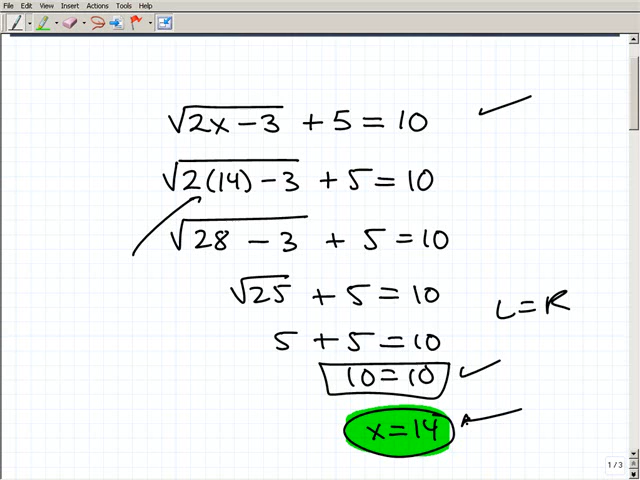 File Edit View Insert Actions Tools Help
√(2x − 3) + 5 = 10
√(2(14) − 3) + 5 = 10
√(28 − 3) + 5 = 10
√25 + 5 = 10
L = R
5 + 5 = 10
10 = 10
x = 14
1 / 3